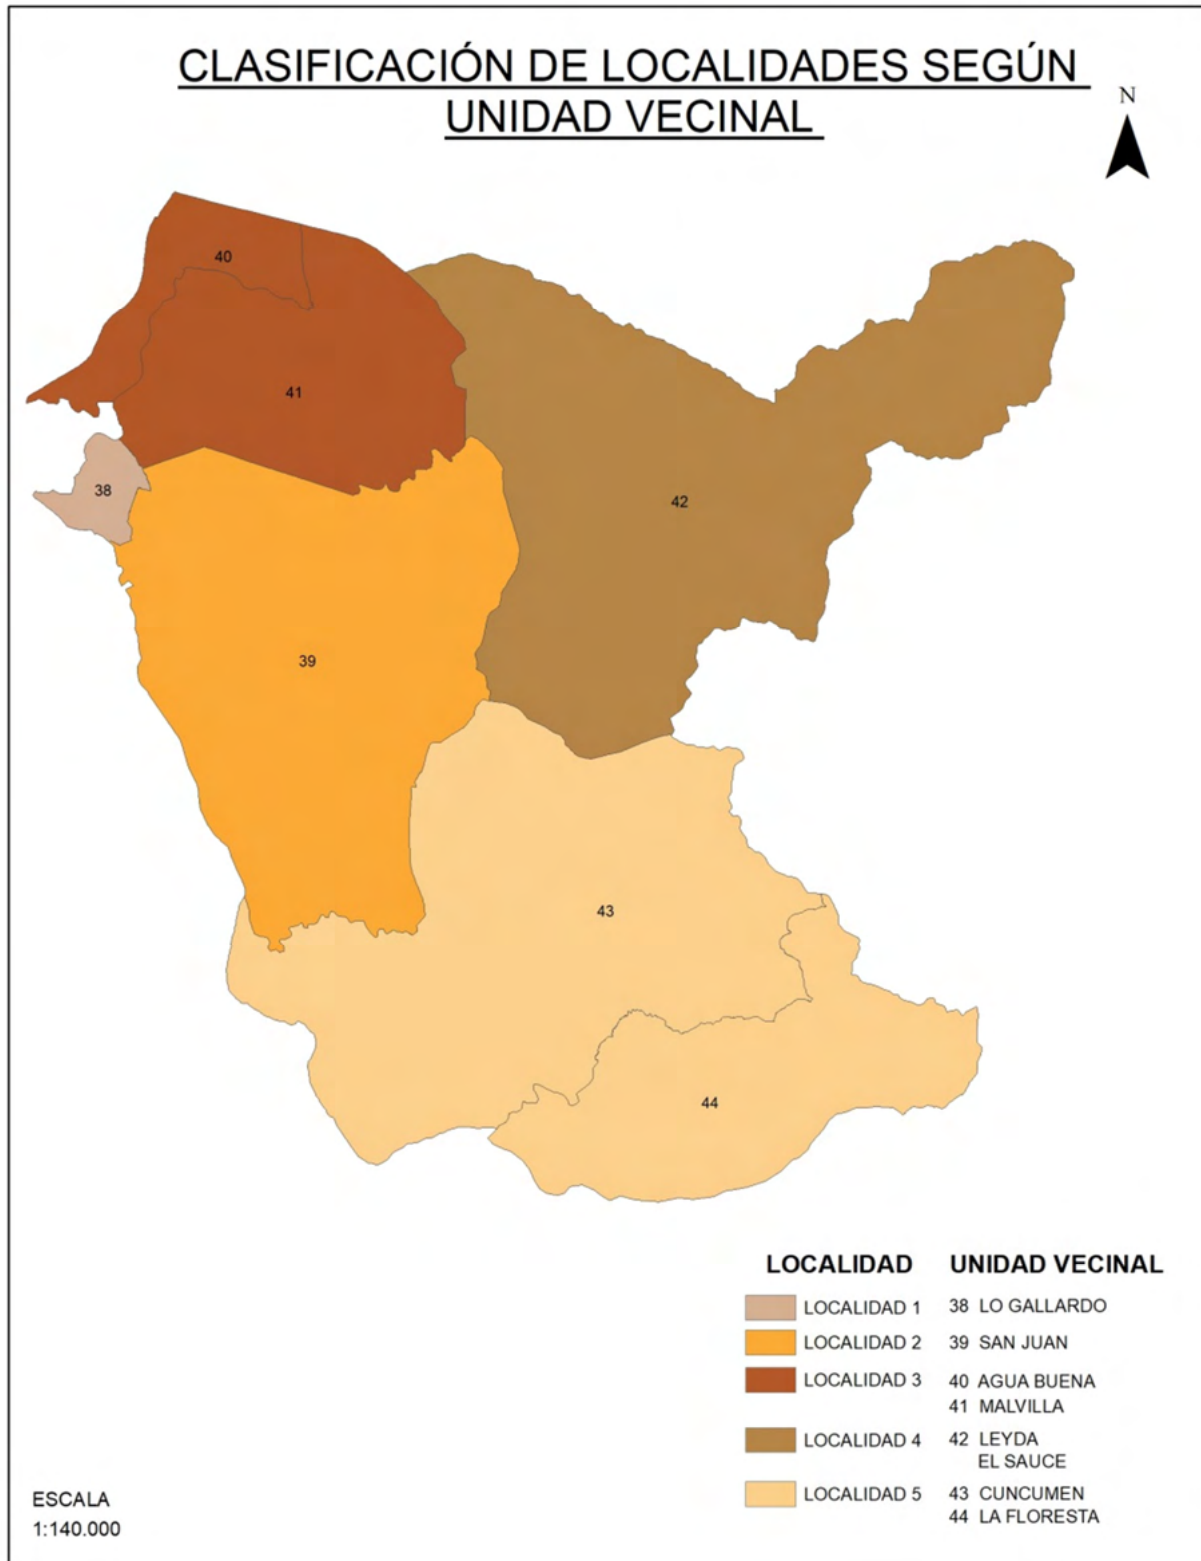 CLASIFICACIÓN DE LOCALIDADES SEGÚN
UNIDAD VECINAL
N
40
41
38
42
39
43
44
LOCALIDAD UNIDAD VECINAL
LOCALIDAD 1 38 LO GALLARDO
LOCALIDAD 2 39 SAN JUAN
LOCALIDAD 3 40 AGUA BUENA
41 MALVILLA
LOCALIDAD 4 42 LEYDA
EL SAUCE
LOCALIDAD 5 43 CUNCUMEN
44 LA FLORESTA
ESCALA
1:140.000